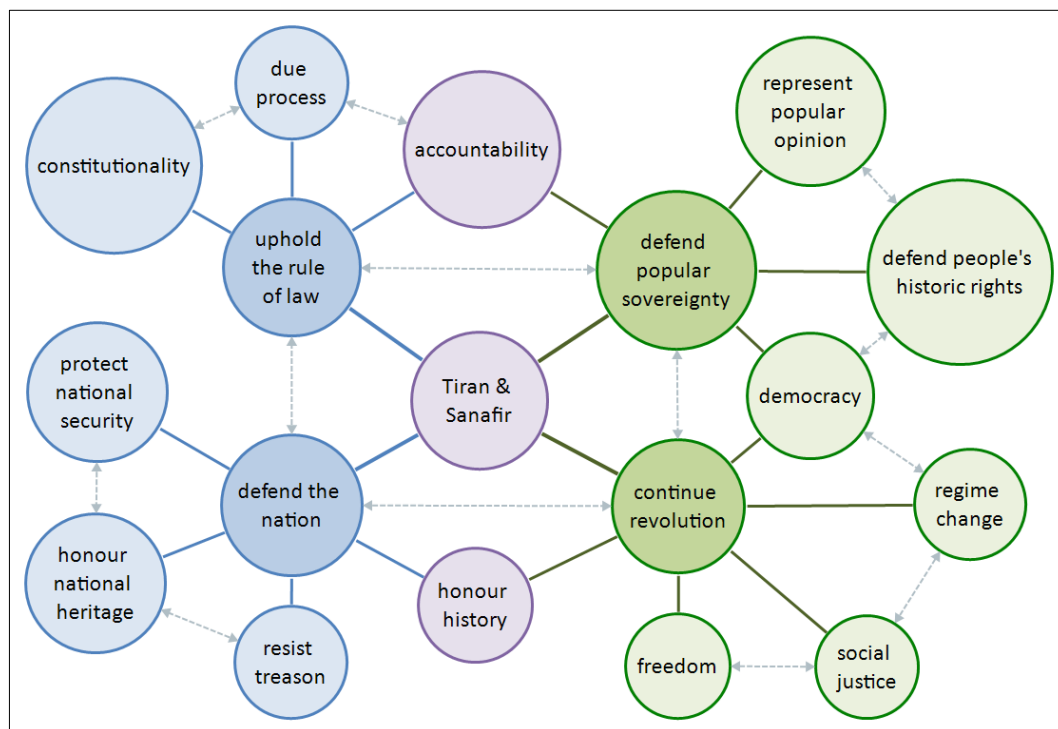 due
process
constitutionality
accountability
represent
popular
opinion
uphold
the rule
of law
defend
popular
sovereignty
defend people's
historic rights
protect
national
security
Tiran &
Sanafir
democracy
defend the
nation
continue
revolution
regime
change
honour
national
heritage
honour
history
resist
treason
freedom
social
justice